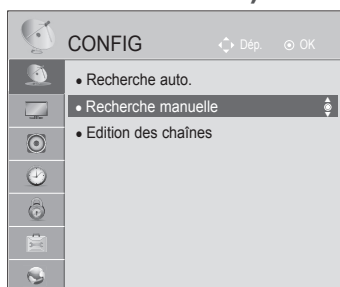 CONFIG Dép. OK
• Recherche auto.
• Recherche manuelle
• Edition des chaînes